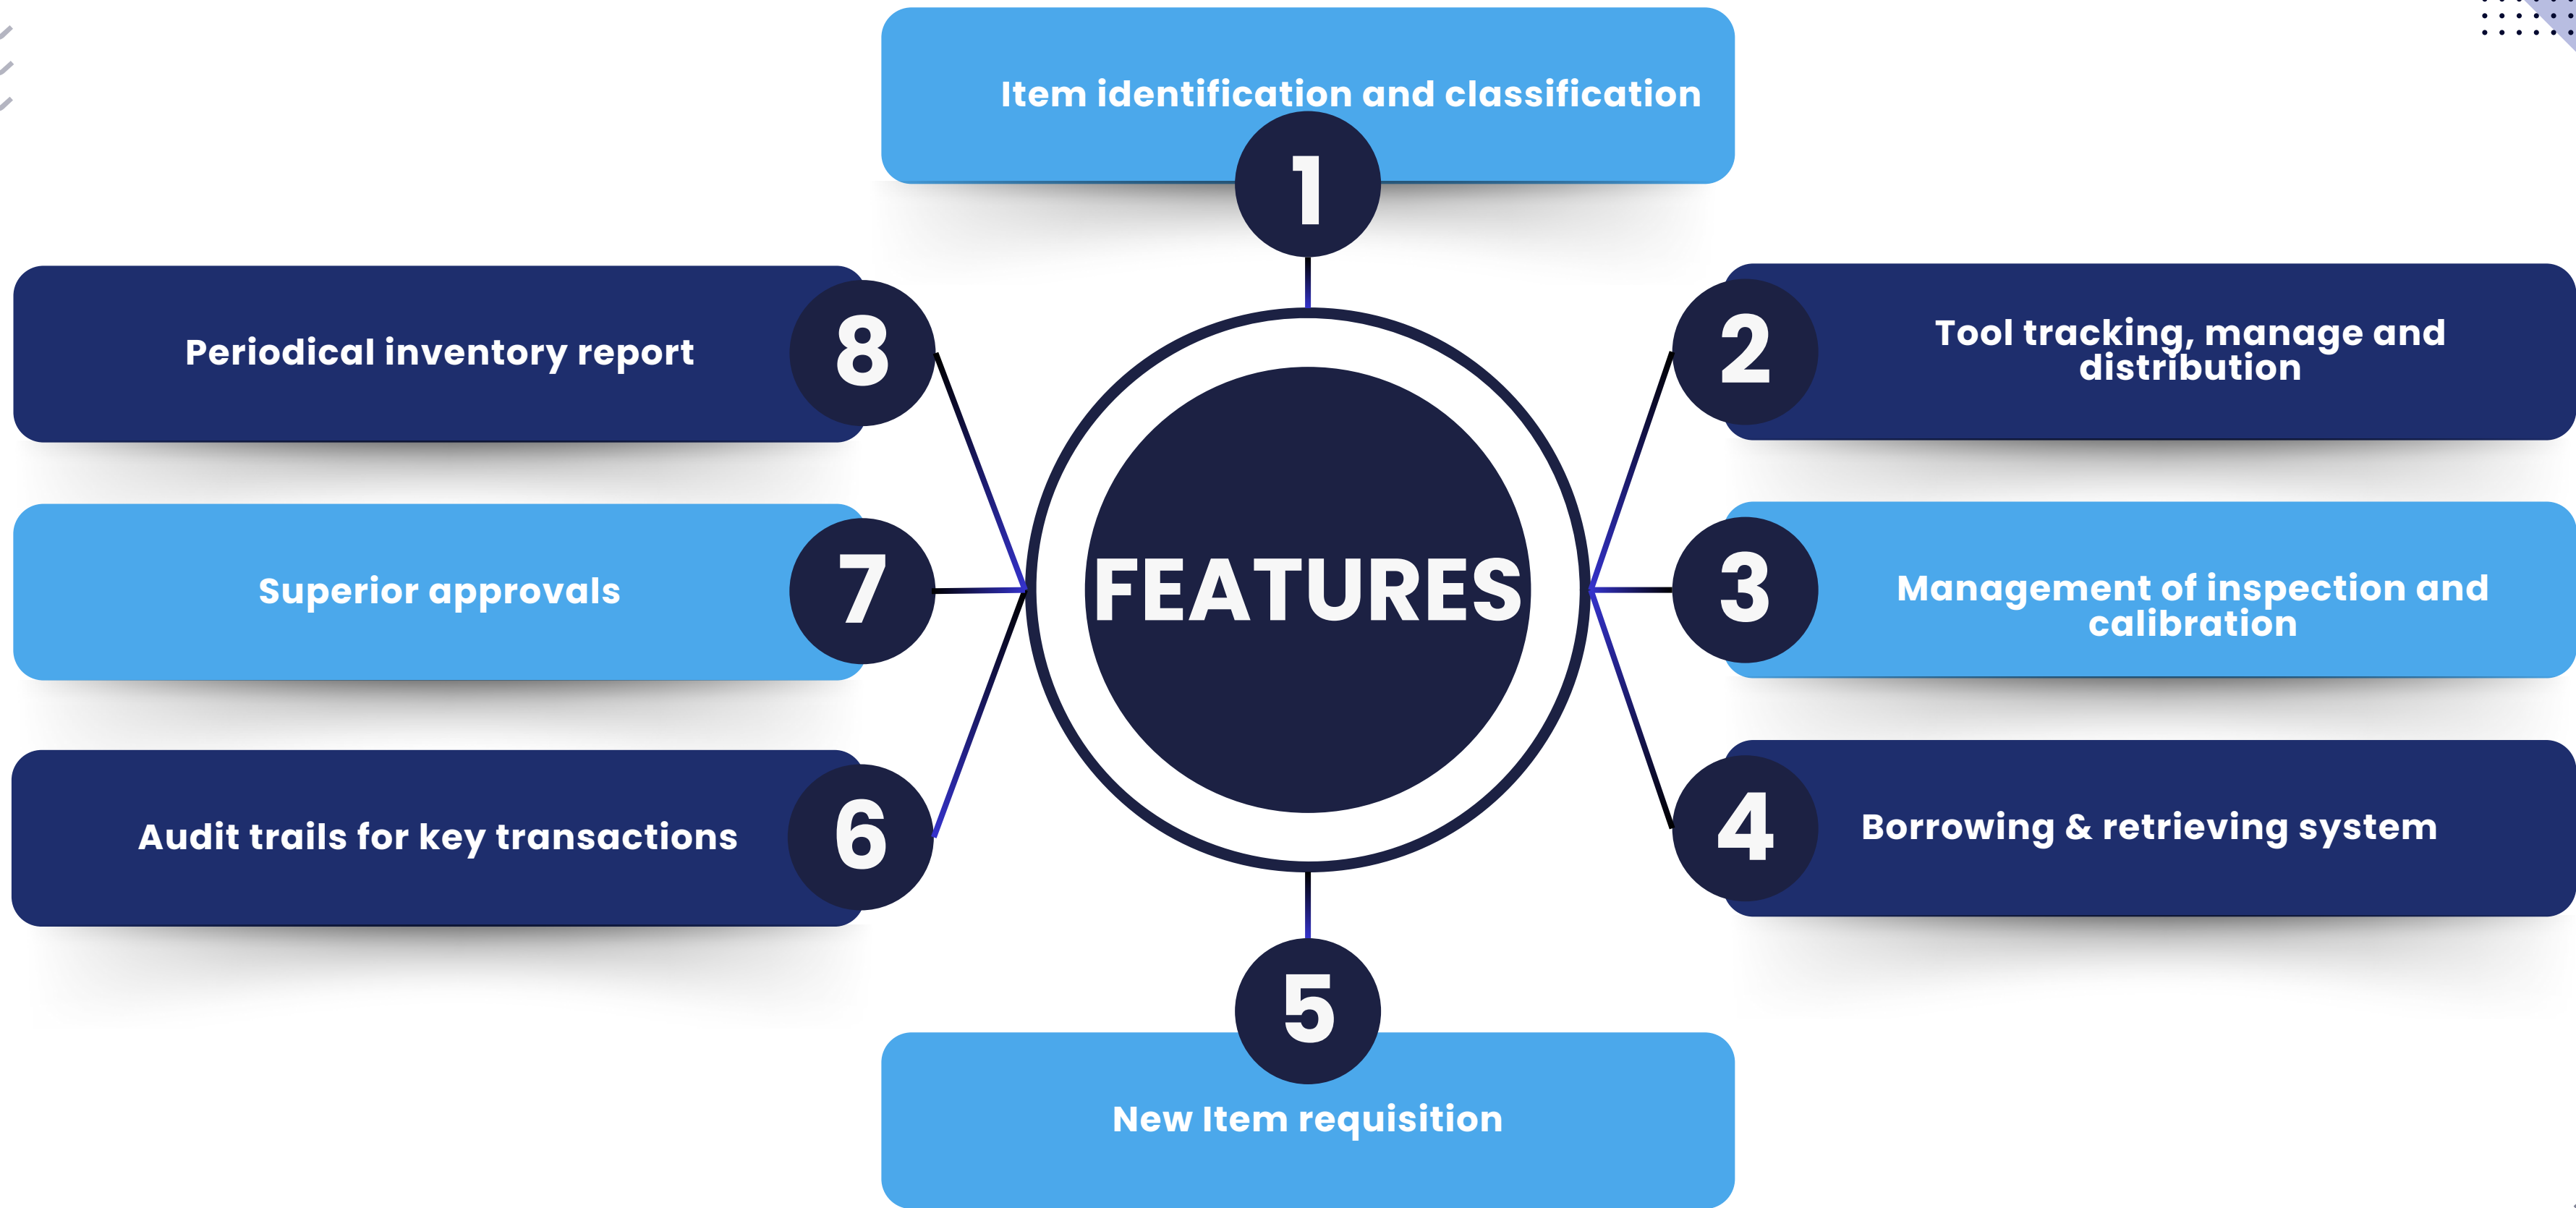 Item identification and classification
1
2
Tool tracking, manage and
distribution
3
Management of inspection and
calibration
4
Borrowing & retrieving system
5
New Item requisition
6
Audit trails for key transactions
7
Superior approvals
8
Periodical inventory report
FEATURES